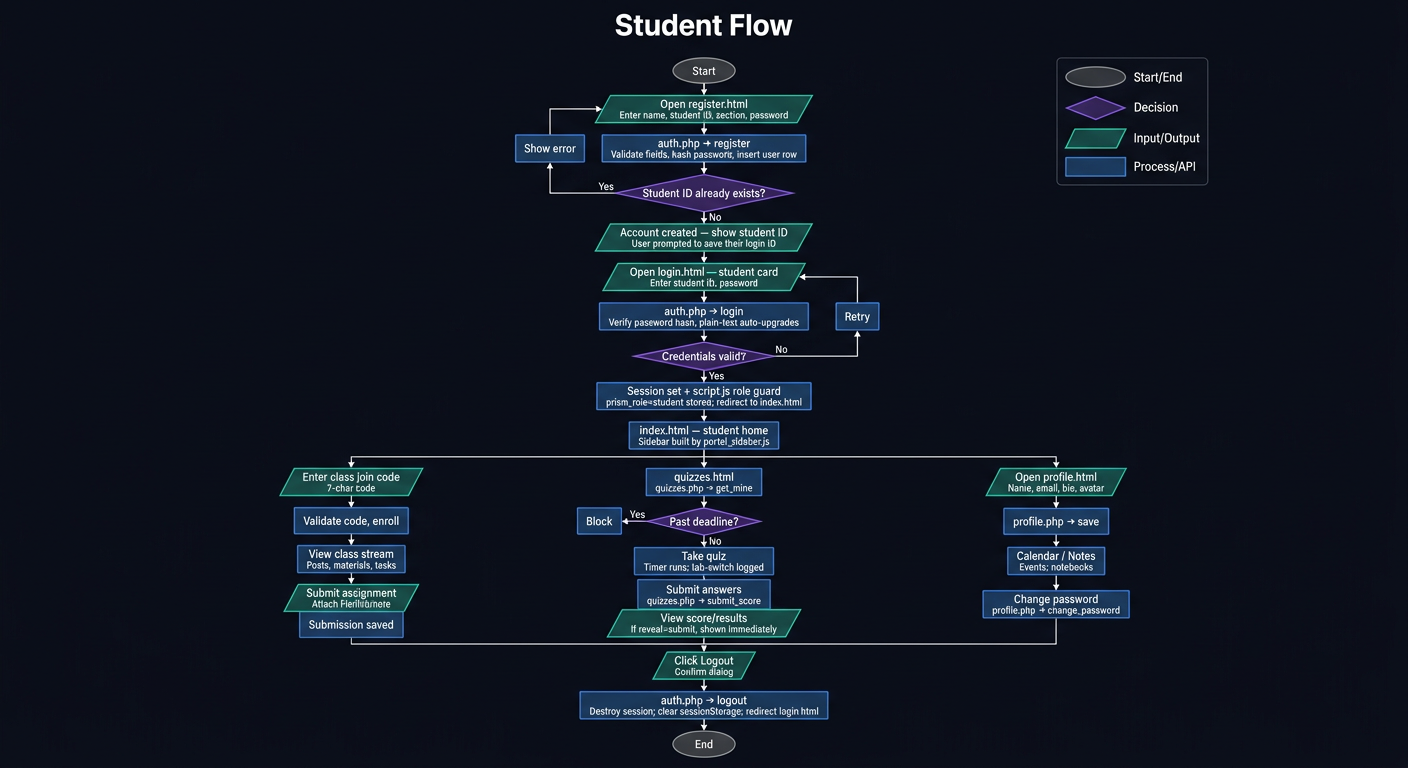 Student Flow
Start
Start/End
Decision
Input/Output
Process/API
Open register.html
Enter name, student ID, section, password
Show error
auth.php → register
Validate fields, hash password, insert user row
Yes
Student ID already exists?
No
Account created — show student ID
User prompted to save their login ID
Open login.html — student card
Enter student ID, password
auth.php → login
Verify paseword hasn, plain-text auto-upgrades
Retry
Credentials valid?
No
Yes
Session set + script.js role guard
prism_role=student stored; redirect to index.html
index.html — student home
Sidebar built by
Enter class join code
7-char code
Validate code, enroll
View class stream
Posts, materials, tasks
Submit assignment
Attach
Submission saved
quizzes.html
quizzes.php → get_mine
Block
Yes
Past deadline?
No
Take quiz
Timer runs; lab-switch logged
Submit answers
quizzes.php → submit_score
View score/results
If reveal=submit, shown immediately
Open profile.html
Name, email, bio, avatar
profile.php → save
Calendar / Notes
Events; notebooks
Change password
profile.php → change_password
Click Logout
Confirm dialog
auth.php → logout
Destroy session; clear sessionStorage; redirect login html
End